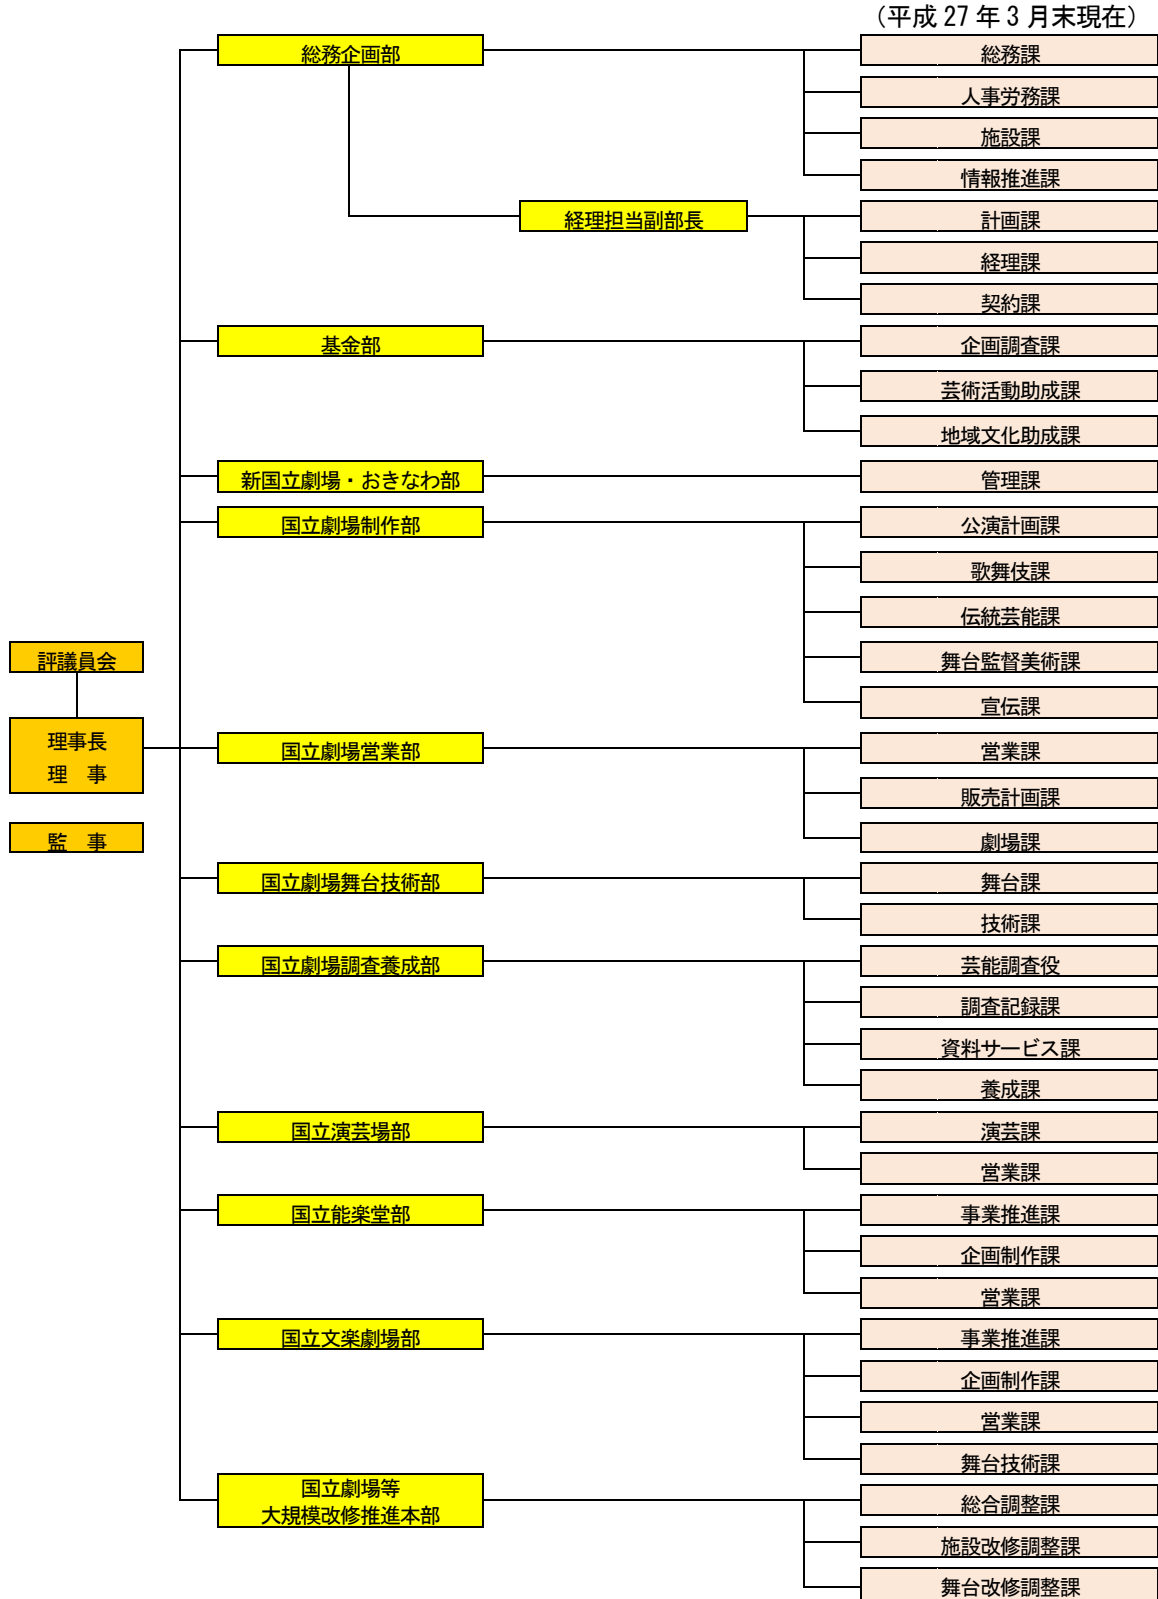 （平成 27 年 3 月末現在）
総務企画部
総務課
人事労務課
施設課
情報推進課
経理担当副部長
計画課
経理課
契約課
基金部
企画調査課
芸術活動助成課
地域文化助成課
新国立劇場・おきなわ部
管理課
国立劇場制作部
公演計画課
歌舞伎課
伝統芸能課
舞台監督美術課
宣伝課
評議員会
理事長
理　事
監　事
国立劇場営業部
営業課
販売計画課
劇場課
国立劇場舞台技術部
舞台課
技術課
国立劇場調査養成部
芸能調査役
調査記録課
資料サービス課
養成課
国立演芸場部
演芸課
営業課
国立能楽堂部
事業推進課
企画制作課
営業課
国立文楽劇場部
事業推進課
企画制作課
営業課
舞台技術課
国立劇場等
大規模改修推進本部
総合調整課
施設改修調整課
舞台改修調整課